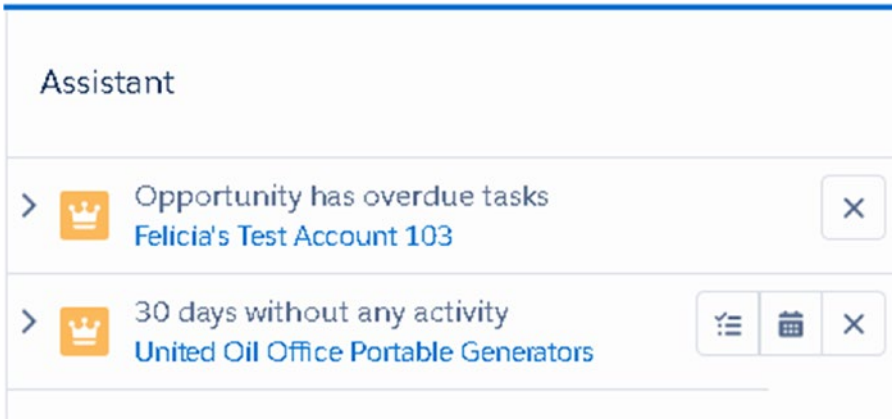 Assistant
Opportunity has overdue tasks
Felicia's Test Account 103
30 days without any activity
United Oil Office Portable Generators